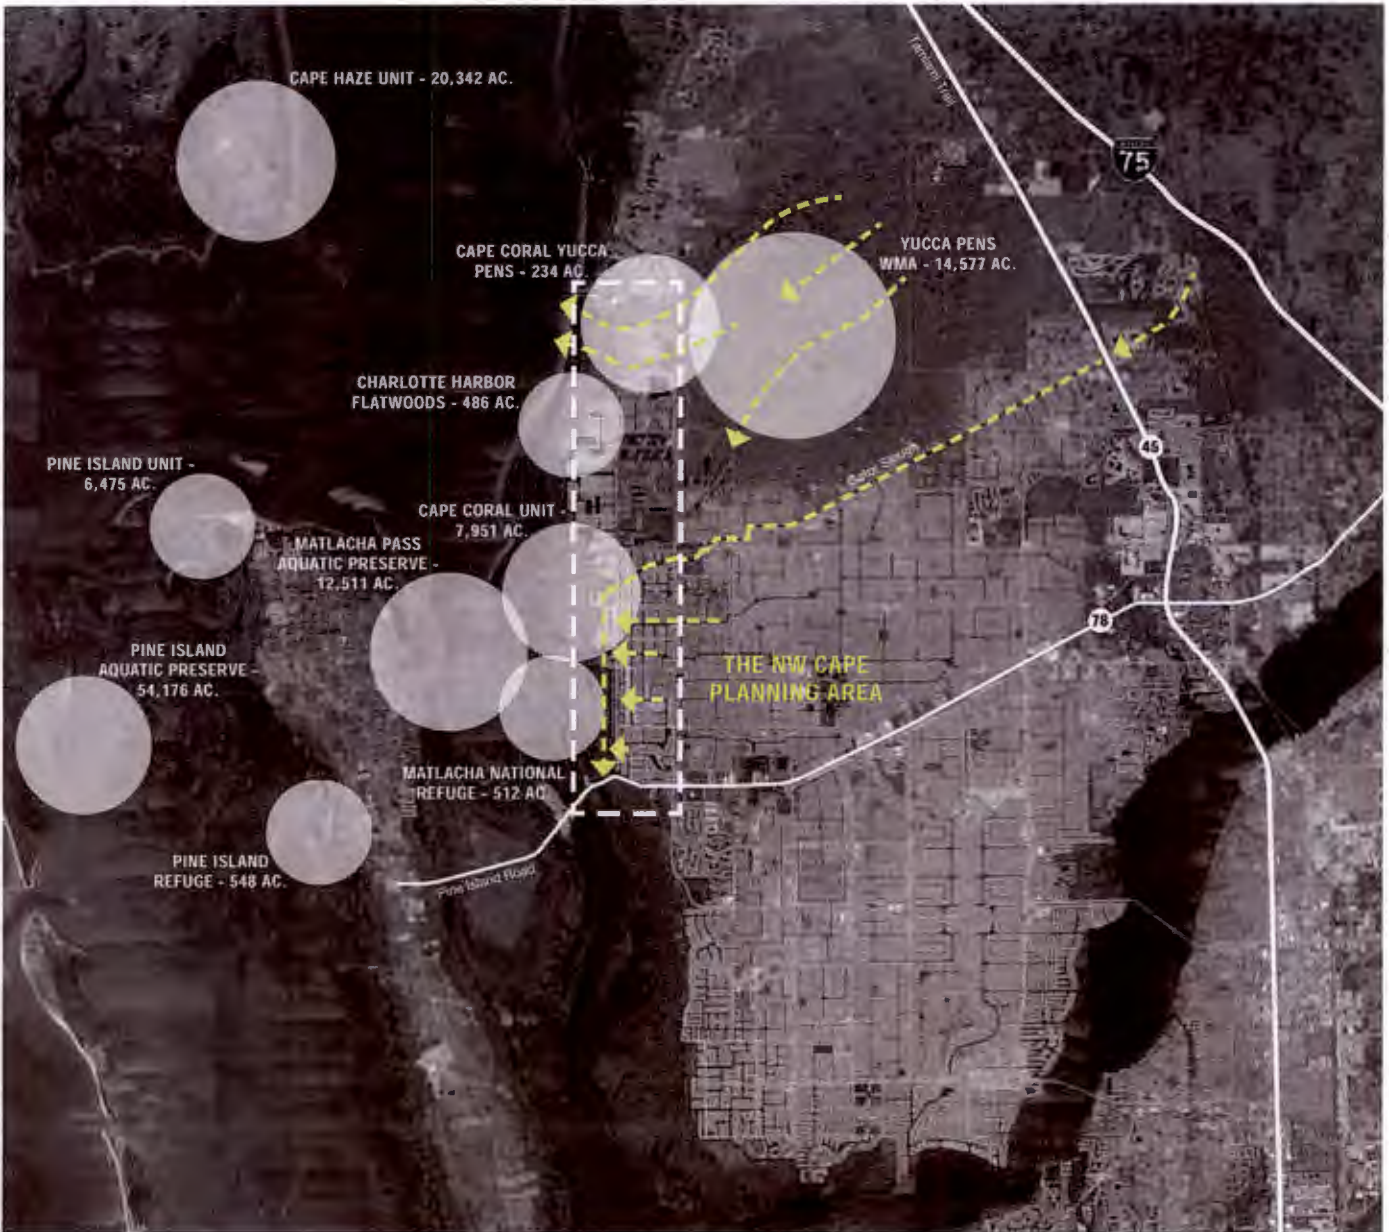 Tamiami Trail
CAPE HAZE UNIT - 20,342 AC.
75
CAPE CORAL YUCCA
PENS - 234 AC.
YUCCA PENS
WMA - 14,577 AC.
CHARLOTTE HARBOR
FLATWOODS - 486 AC.
45
PINE ISLAND UNIT -
6,475 AC.
Gator Slough
CAPE CORAL UNIT -
7,951 AC.
MATLACHA PASS
AQUATIC PRESERVE -
12,511 AC.
78
PINE ISLAND
AQUATIC PRESERVE -
54,176 AC.
THE NW CAPE
PLANNING AREA
MATLACHA NATIONAL
REFUGE - 512 AC.
PINE ISLAND
REFUGE - 548 AC.
Pine Island Road